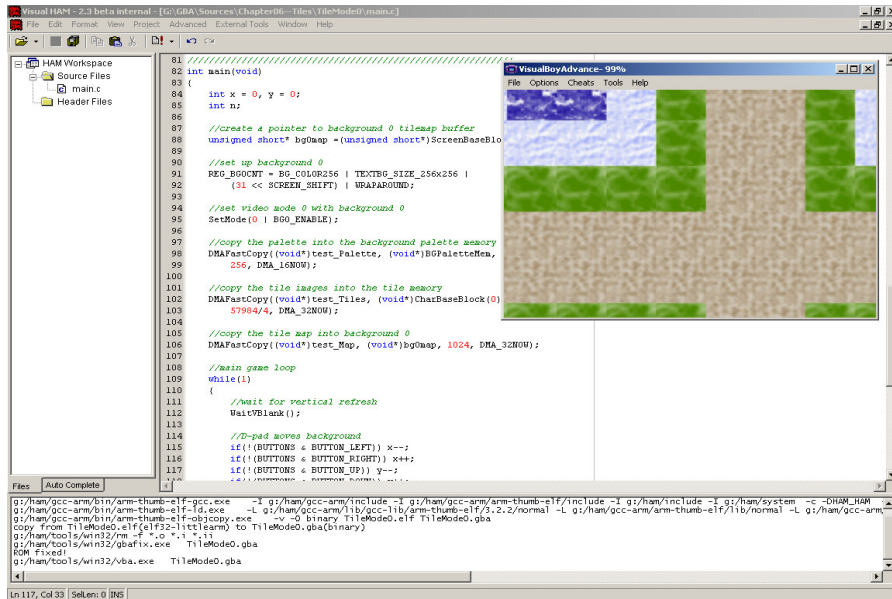 Visual HAM - 2.3 beta internal - [G:\GBA\Sources\Chapter06--Tiles\TileMode0\main.c]
File Edit Format View Project Advanced External Tools Window Help
HAM Workspace
Source Files
main.c
Header Files
81 ////////////////////////////////////////////////////////////
82 int main(void)
83 {
84 int x = 0, y = 0;
85 int n;
86
87 //create a pointer to background 0 tilemap buffer
88 unsigned short* bg0map =(unsigned short*)ScreenBaseBlo
89
90 //set up background 0
91 REG_BG0CNT = BG_COLOR256 | TEXTBG_SIZE_256x256 |
92 (31 << SCREEN_SHIFT) | WRAPAROUND;
93
94 //set video mode 0 with background 0
95 SetMode(0 | BG0_ENABLE);
96
97 //copy the palette into the background palette memory
98 DMAFastCopy((void*)test_Palette, (void*)BGPaletteMem,
99 256, DMA_16NOW);
100
101 //copy the tile images into the tile memory
102 DMAFastCopy((void*)test_Tiles, (void*)CharBaseBlock(0)
103 57984/4, DMA_32NOW);
104
105 //copy the tile map into background 0
106 DMAFastCopy((void*)test_Map, (void*)bg0map, 1024, DMA_32NOW);
107
108 //main game loop
109 while(1)
110 {
111 //wait for vertical refresh
112 WaitVBlank();
113
114 //D-pad moves background
115 if(!(BUTTONS & BUTTON_LEFT)) x--;
116 if(!(BUTTONS & BUTTON_RIGHT)) x++;
117 if(!(BUTTONS & BUTTON_UP)) y--;
118 if(!(BUTTONS & BUTTON_DOWN)) y++;
VisualBoyAdvance- 99%
File Options Cheats Tools Help
Files Auto Complete
g:/ham/gcc-arm/bin/arm-thumb-elf-gcc.exe -I g:/ham/gcc-arm/include -I g:/ham/gcc-arm/arm-thumb-elf/include -I g:/ham/include -I g:/ham/system -c -DHAM_HAM
g:/ham/gcc-arm/bin/arm-thumb-elf-ld.exe -L g:/ham/gcc-arm/lib/gcc-lib/arm-thumb-elf/3.2.2/normal -L g:/ham/gcc-arm/arm-thumb-elf/lib/normal -L g:/ham/gcc-arm,
g:/ham/gcc-arm/bin/arm-thumb-elf-objcopy.exe -v -O binary TileMode0.elf TileMode0.gba
copy from TileMode0.elf(elf32-littlearm) to TileMode0.gba(binary)
g:/ham/tools/win32/rm -f *.o *.i *.ii
g:/ham/tools/win32/gbafix.exe TileMode0.gba
ROM fixed!
g:/ham/tools/win32/vba.exe TileMode0.gba
Ln 117, Col 33 SelLen: 0 INS